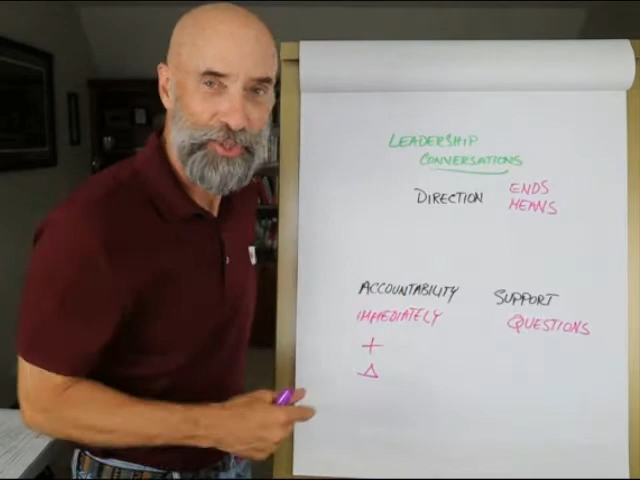 LEADERSHIP
CONVERSATIONS
DIRECTION
ENDS
MEANS
ACCOUNTABILITY
IMMEDIATELY
+
Δ
SUPPORT
QUESTIONS